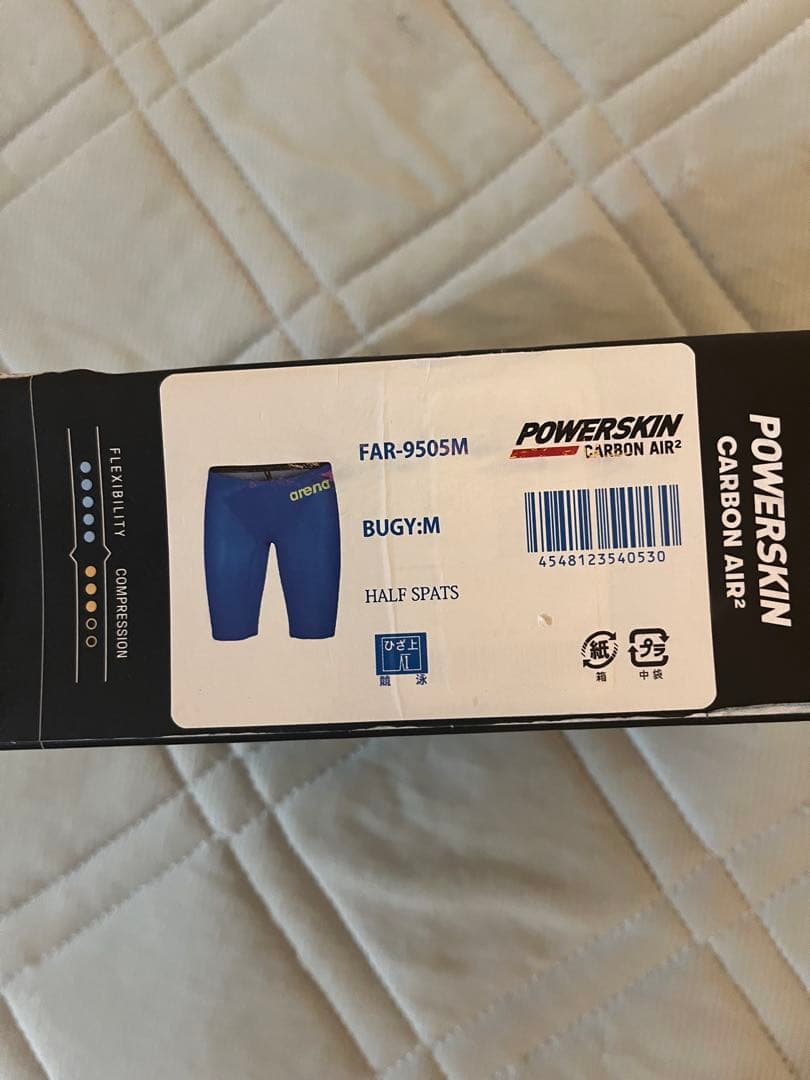 FLEXIBILITY
COMPRESSION
arena
FAR-9505M
BUGY:M
HALF SPATS
ひざ上
競 泳
POWERSKIN
CARBON AIR²
4548123540530
紙
箱
プラ
中袋
POWERSKIN
CARBON AIR²